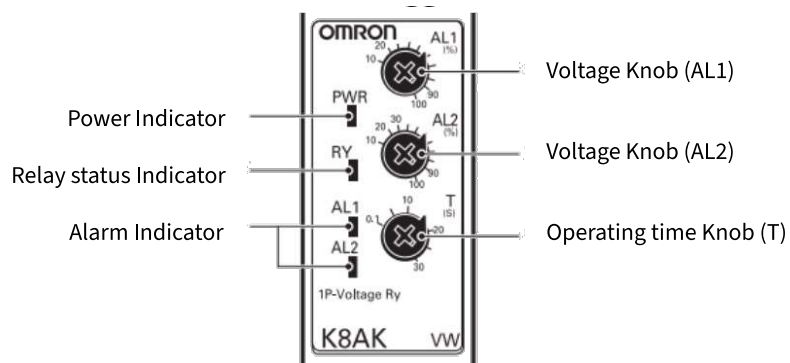 OMRON
AL1
(%)
10
20
90
100
Voltage Knob (AL1)
PWR
Power Indicator
AL2
(%)
10
20
30
90
100
Voltage Knob (AL2)
RY
Relay status Indicator
T
(S)
0.1
10
20
30
Operating time Knob (T)
AL1
Alarm Indicator
AL2
1P-Voltage Ry
K8AK
VW